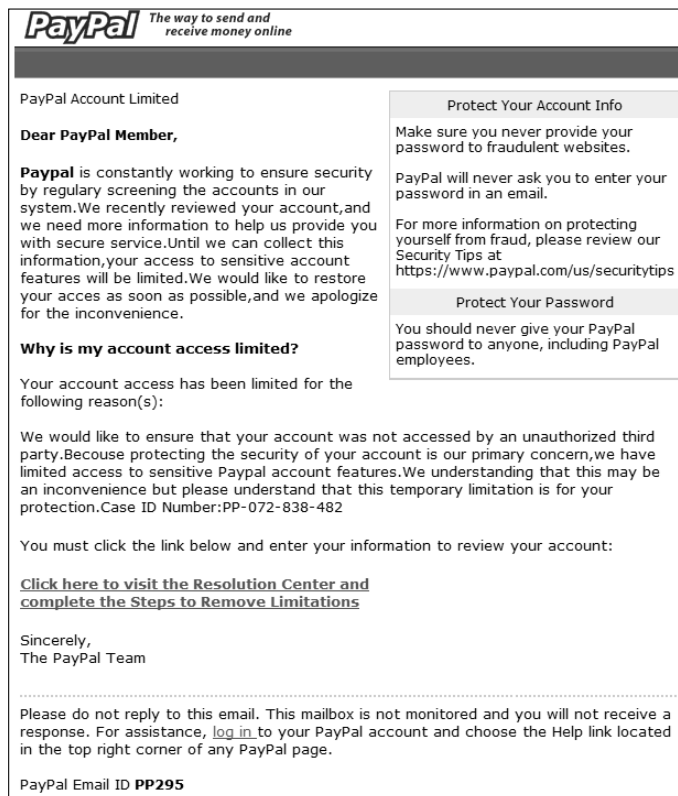 PayPal The way to send and
receive money online
PayPal Account Limited
Dear PayPal Member,
Paypal is constantly working to ensure security
by regulary screening the accounts in our
system.We recently reviewed your account,and
we need more information to help us provide you
with secure service.Until we can collect this
information,your access to sensitive account
features will be limited.We would like to restore
your acces as soon as possible,and we apologize
for the inconvenience.
Why is my account access limited?
Your account access has been limited for the
following reason(s):
Protect Your Account Info
Make sure you never provide your
password to fraudulent websites.
PayPal will never ask you to enter your
password in an email.
For more information on protecting
yourself from fraud, please review our
Security Tips at
https://www.paypal.com/us/securitytips
Protect Your Password
You should never give your PayPal
password to anyone, including PayPal
employees.
We would like to ensure that your account was not accessed by an unauthorized third
party.Becouse protecting the security of your account is our primary concern,we have
limited access to sensitive Paypal account features.We understanding that this may be
an inconvenience but please understand that this temporary limitation is for your
protection.Case ID Number:PP-072-838-482
You must click the link below and enter your information to review your account:
Click here to visit the Resolution Center and
complete the Steps to Remove Limitations
Sincerely,
The PayPal Team
Please do not reply to this email. This mailbox is not monitored and you will not receive a
response. For assistance, log in to your PayPal account and choose the Help link located
in the top right corner of any PayPal page.
PayPal Email ID PP295